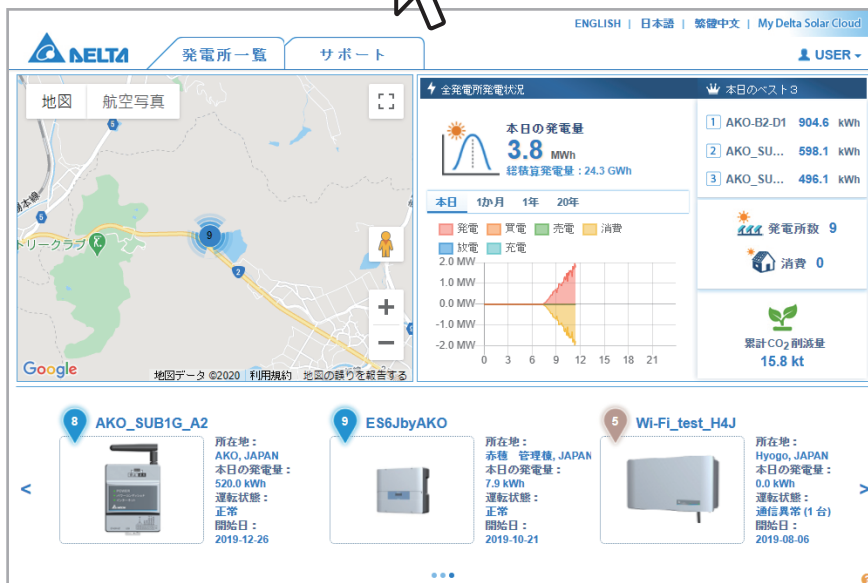 ENGLISH | 日本語 | 繁體中文 | My Delta Solar Cloud
DELTA
発電所一覧
サポート
USER
地図
航空写真
トリークラブ
5
5
9
2
2
Google
地図データ ©2020 利用規約 地図の誤りを報告する
全発電所発電状況
本日の発電量
3.8 MWh
総積算発電量：24.3 GWh
本日 1か月 1年 20年
発電 買電 売電 消費
放電 充電
2.0 MW
1.0 MW
0.0 MW
-1.0 MW
-2.0 MW
0 3 6 9 12 15 18 21
本日のベスト3
1 AKO-B2-D1 904.6 kWh
2 AKO_SU... 598.1 kWh
3 AKO_SU... 496.1 kWh
発電所数 9
消費 0
累計CO2削減量
15.8 kt
8 AKO_SUB1G_A2
所在地：
AKO, JAPAN
本日の発電量：
520.0 kWh
運転状態：
正常
開始日：
2019-12-26
9 ES6JbyAKO
所在地：
赤穂 管理棟, JAPAN
本日の発電量：
7.9 kWh
運転状態：
正常
開始日：
2019-10-21
5 Wi-Fi_test_H4J
所在地：
Hyogo, JAPAN
本日の発電量：
0.0 kWh
運転状態：
通信異常 (1 台)
開始日：
2019-08-06